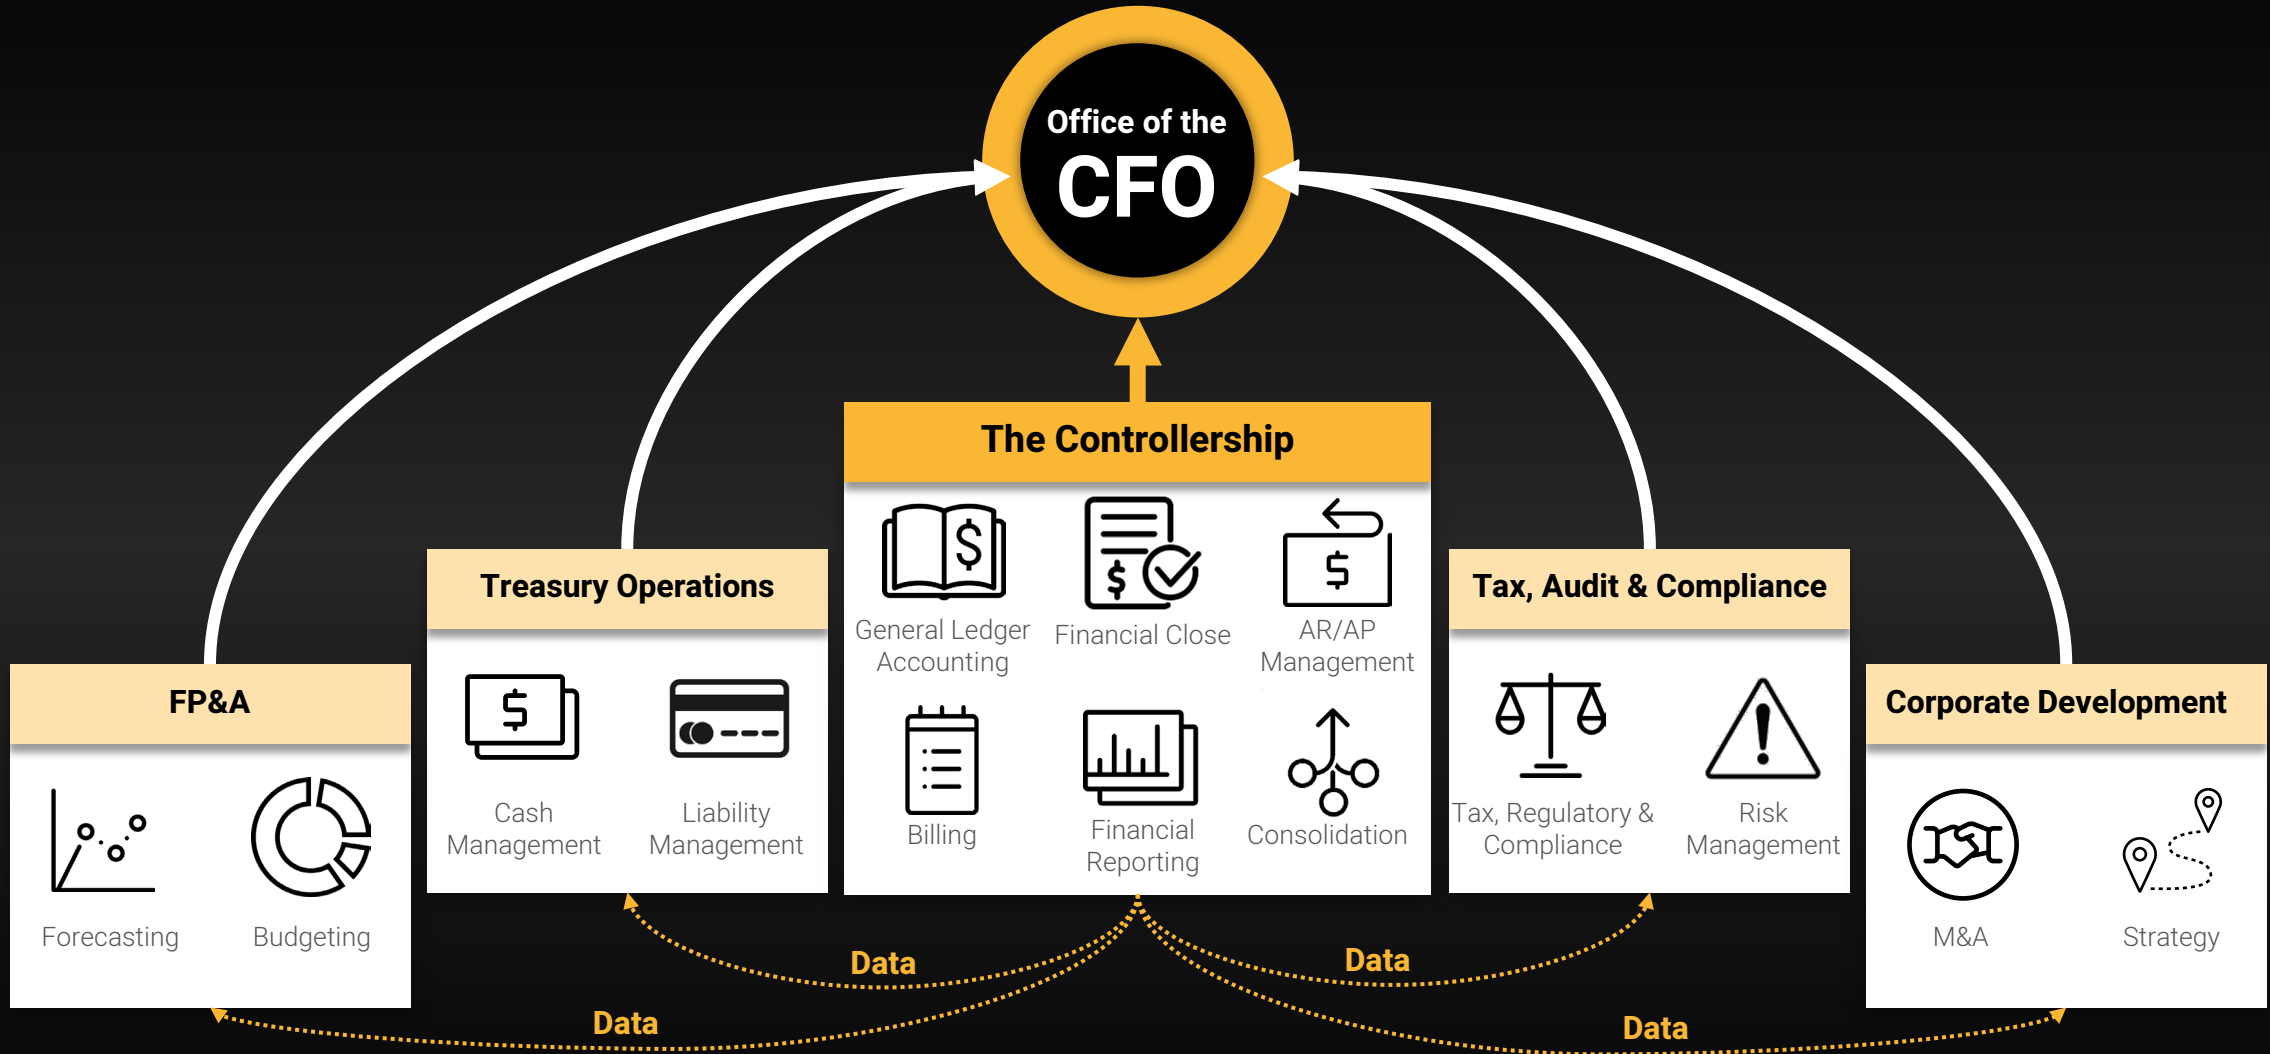 Office of the
CFO
The Controllership
General Ledger
Accounting
Financial Close
AR/AP
Management
Billing
Financial
Reporting
Consolidation
Treasury Operations
Cash
Management
Liability
Management
Tax, Audit & Compliance
Tax, Regulatory &
Compliance
Risk
Management
FP&A
Forecasting
Budgeting
Corporate Development
M&A
Strategy
Data
Data
Data
Data